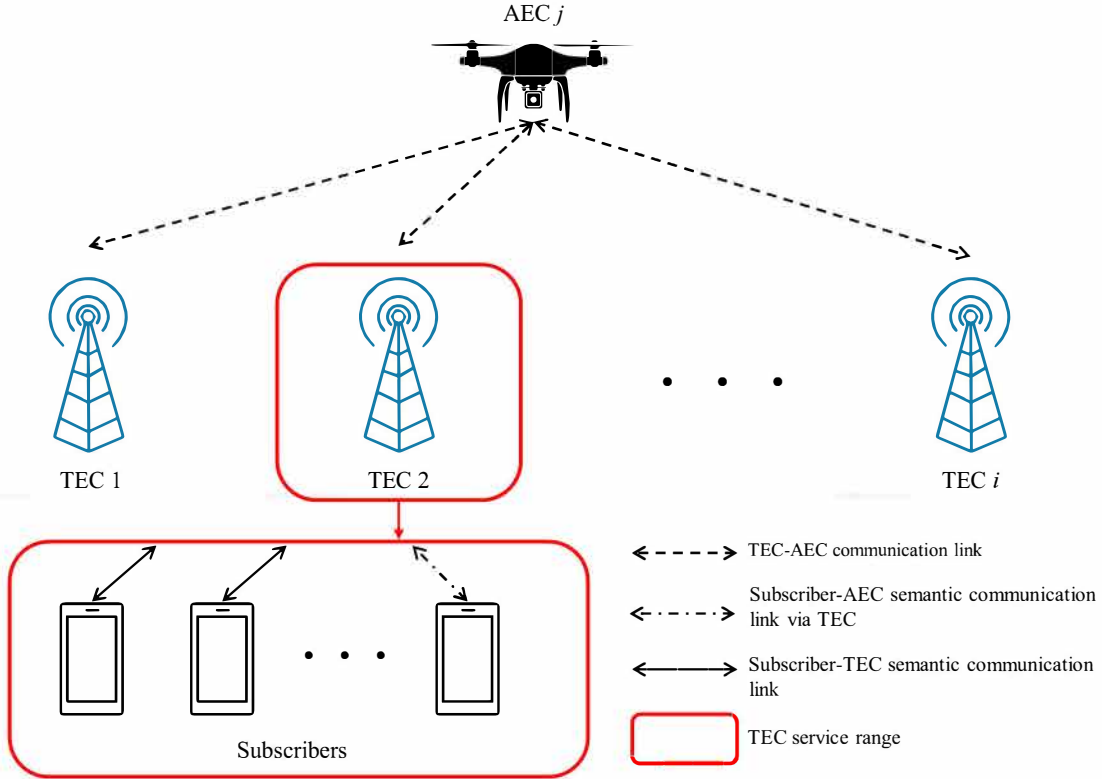 AEC j
TEC 1
TEC 2
TEC i
TEC-AEC communication link
Subscriber-AEC semantic communication
link via TEC
Subscriber-TEC semantic communication
link
TEC service range
Subscribers